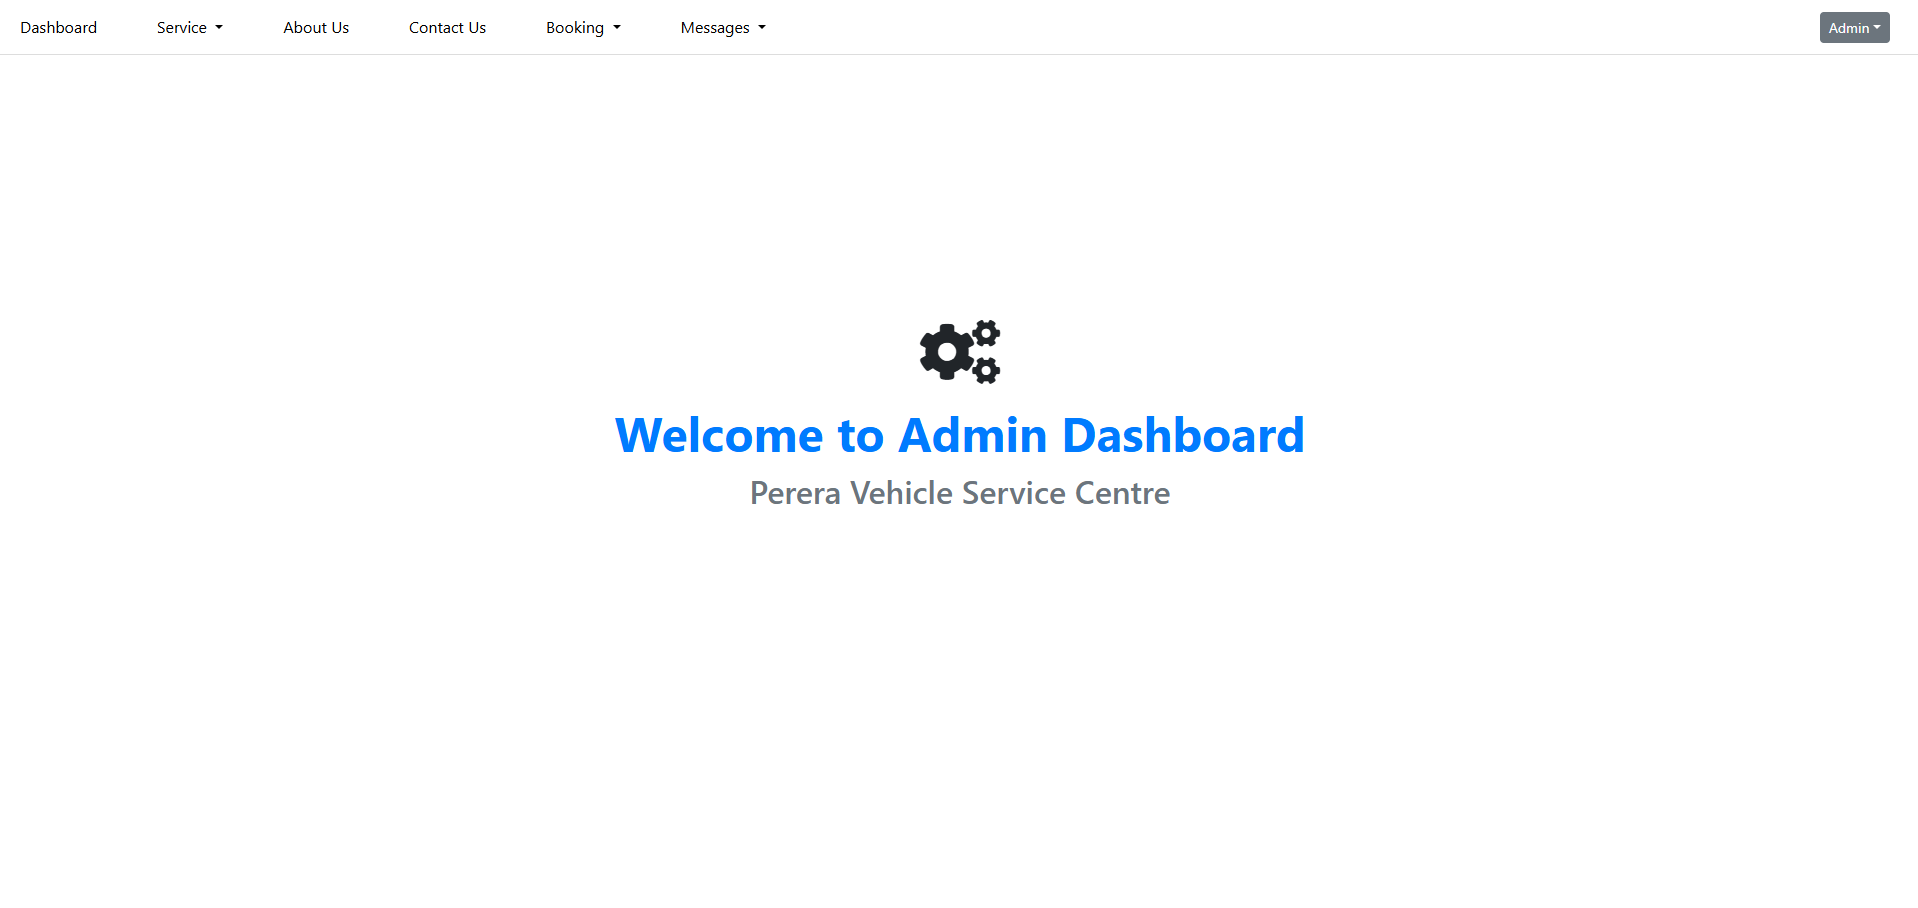 Dashboard Service About Us Contact Us Booking Messages Admin
Welcome to Admin Dashboard
Perera Vehicle Service Centre